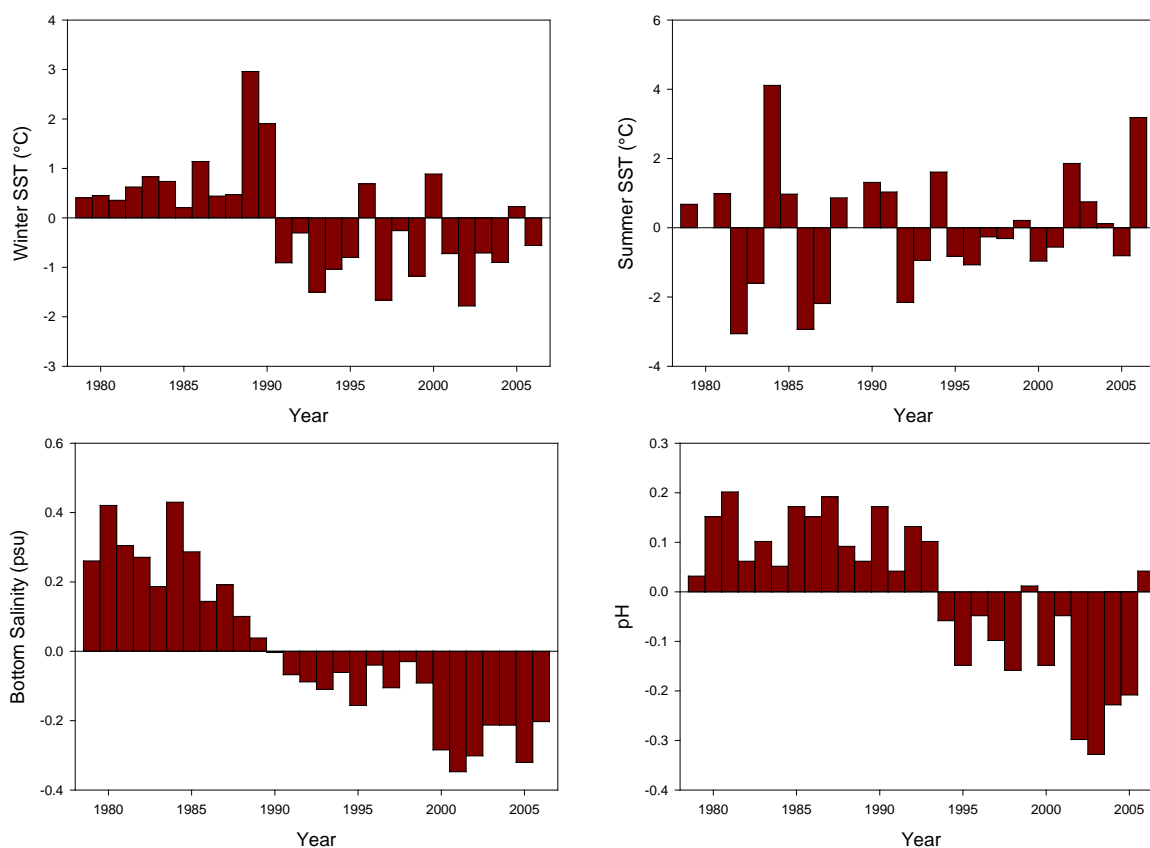 Winter SST (°C)
4
3
2
1
0
-1
-2
-3
1980 1985 1990 1995 2000 2005
Year
Summer SST (°C)
6
4
2
0
-2
-4
1980 1985 1990 1995 2000 2005
Year
Bottom Salinity (psu)
0.6
0.4
0.2
0.0
-0.2
-0.4
1980 1985 1990 1995 2000 2005
Year
pH
0.3
0.2
0.1
0.0
-0.1
-0.2
-0.3
-0.4
1980 1985 1990 1995 2000 2005
Year